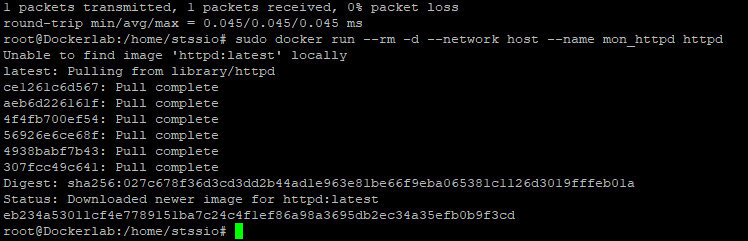 1 packets transmitted, 1 packets received, 0% packet loss
round-trip min/avg/max = 0.045/0.045/0.045 ms
root@Dockerlab:/home/stssio# sudo docker run --rm -d --network host --name mon_httpd httpd
Unable to find image 'httpd:latest' locally
latest: Pulling from library/httpd
ce1261c6d567: Pull complete
aeb6d226161f: Pull complete
4f4fb700ef54: Pull complete
56926e6ce68f: Pull complete
4938babf7b43: Pull complete
307fcc49c641: Pull complete
Digest: sha256:027c678f36d3cd3dd2b44ad1e963e81be66f9eba065381c1126d3019fffeb01a
Status: Downloaded newer image for httpd:latest
eb234a53011cf4e7789151ba7c24c4f1ef86a98a3695db2ec34a35efb0b9f3cd
root@Dockerlab:/home/stssio#